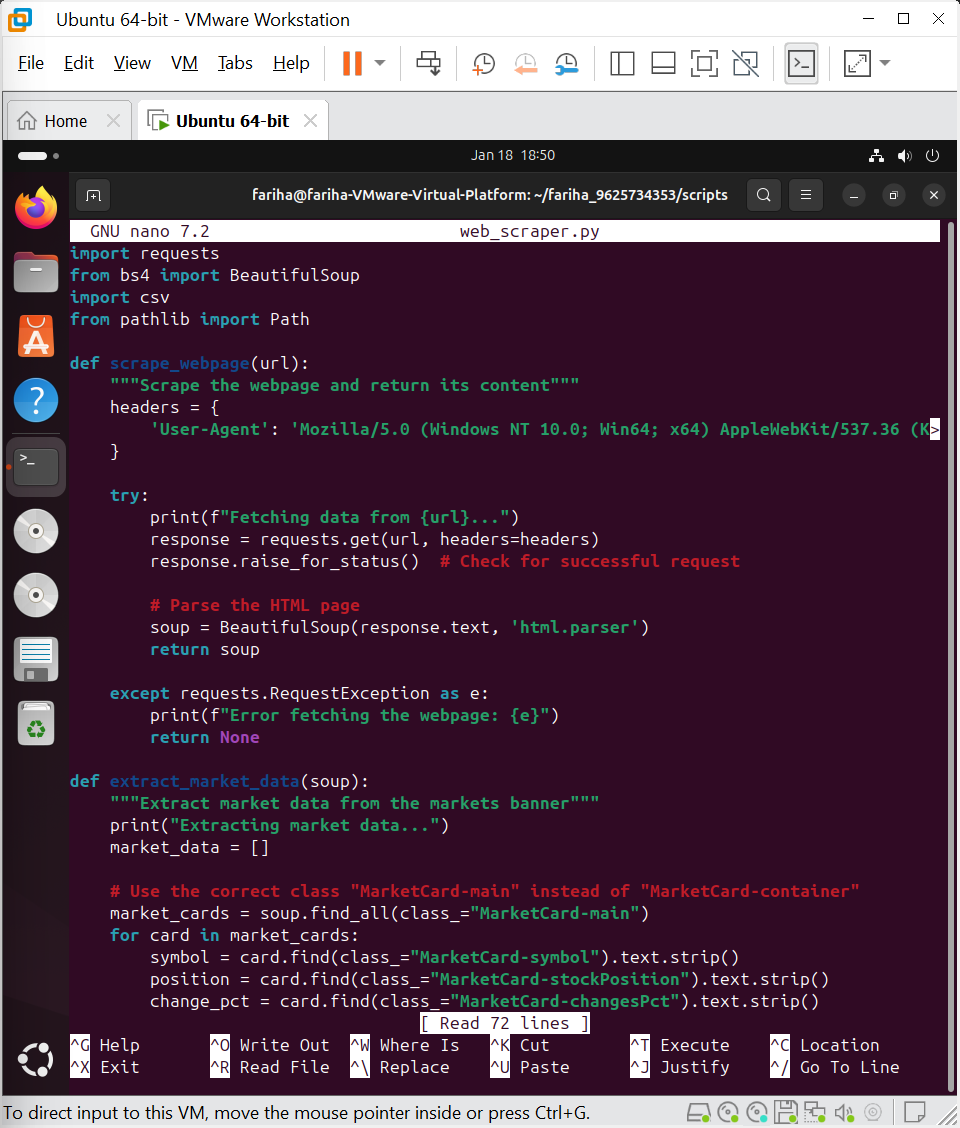 Ubuntu 64-bit - VMware Workstation
File Edit View VM Tabs Help
Home Ubuntu 64-bit
Jan 18 18:50
fariha@fariha-VMware-Virtual-Platform: ~/fariha_9625734353/scripts
GNU nano 7.2 web_scraper.py
import requests
from bs4 import BeautifulSoup
import csv
from pathlib import Path
def scrape_webpage(url):
    """Scrape the webpage and return its content"""
    headers = {
        'User-Agent': 'Mozilla/5.0 (Windows NT 10.0; Win64; x64) AppleWebKit/537.36 (K>
    }
    try:
        print(f"Fetching data from {url}...")
        response = requests.get(url, headers=headers)
        response.raise_for_status()  # Check for successful request
        # Parse the HTML page
        soup = BeautifulSoup(response.text, 'html.parser')
        return soup
    except requests.RequestException as e:
        print(f"Error fetching the webpage: {e}")
        return None
def extract_market_data(soup):
    """Extract market data from the markets banner"""
    print("Extracting market data...")
    market_data = []
    # Use the correct class "MarketCard-main" instead of "MarketCard-container"
    market_cards = soup.find_all(class_="MarketCard-main")
    for card in market_cards:
        symbol = card.find(class_="MarketCard-symbol").text.strip()
        position = card.find(class_="MarketCard-stockPosition").text.strip()
        change_pct = card.find(class_="MarketCard-changesPct").text.strip()
[ Read 72 lines ]
^G Help ^O Write Out ^W Where Is ^K Cut ^T Execute ^C Location
^X Exit ^R Read File ^\ Replace ^U Paste ^J Justify ^/ Go To Line
To direct input to this VM, move the mouse pointer inside or press Ctrl+G.